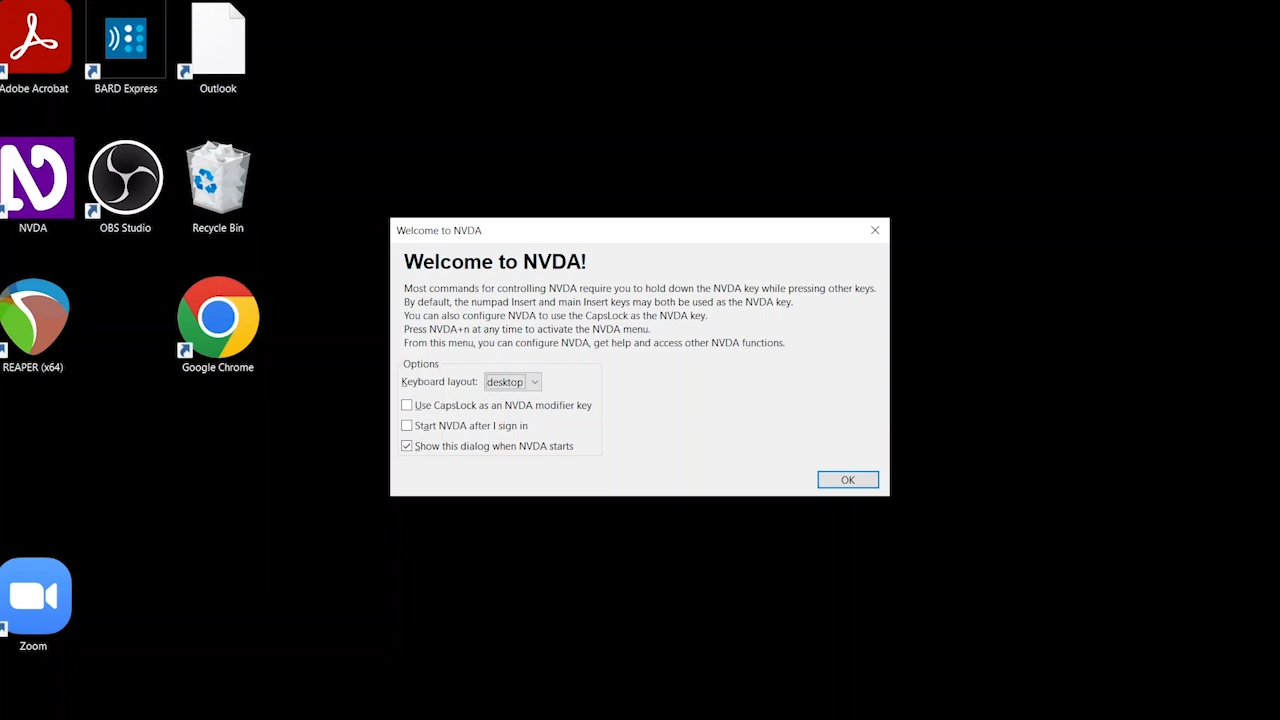 Adobe Acrobat
BARD Express
Outlook
NVDA
OBS Studio
Recycle Bin
REAPER (x64)
Google Chrome
Zoom
Welcome to NVDA
Welcome to NVDA!
Most commands for controlling NVDA require you to hold down the NVDA key while pressing other keys.
By default, the numpad Insert and main Insert keys may both be used as the NVDA key.
You can also configure NVDA to use the CapsLock as the NVDA key.
Press NVDA+n at any time to activate the NVDA menu.
From this menu, you can configure NVDA, get help and access other NVDA functions.
Options
Keyboard layout: desktop
Use CapsLock as an NVDA modifier key
Start NVDA after I sign in
Show this dialog when NVDA starts
OK